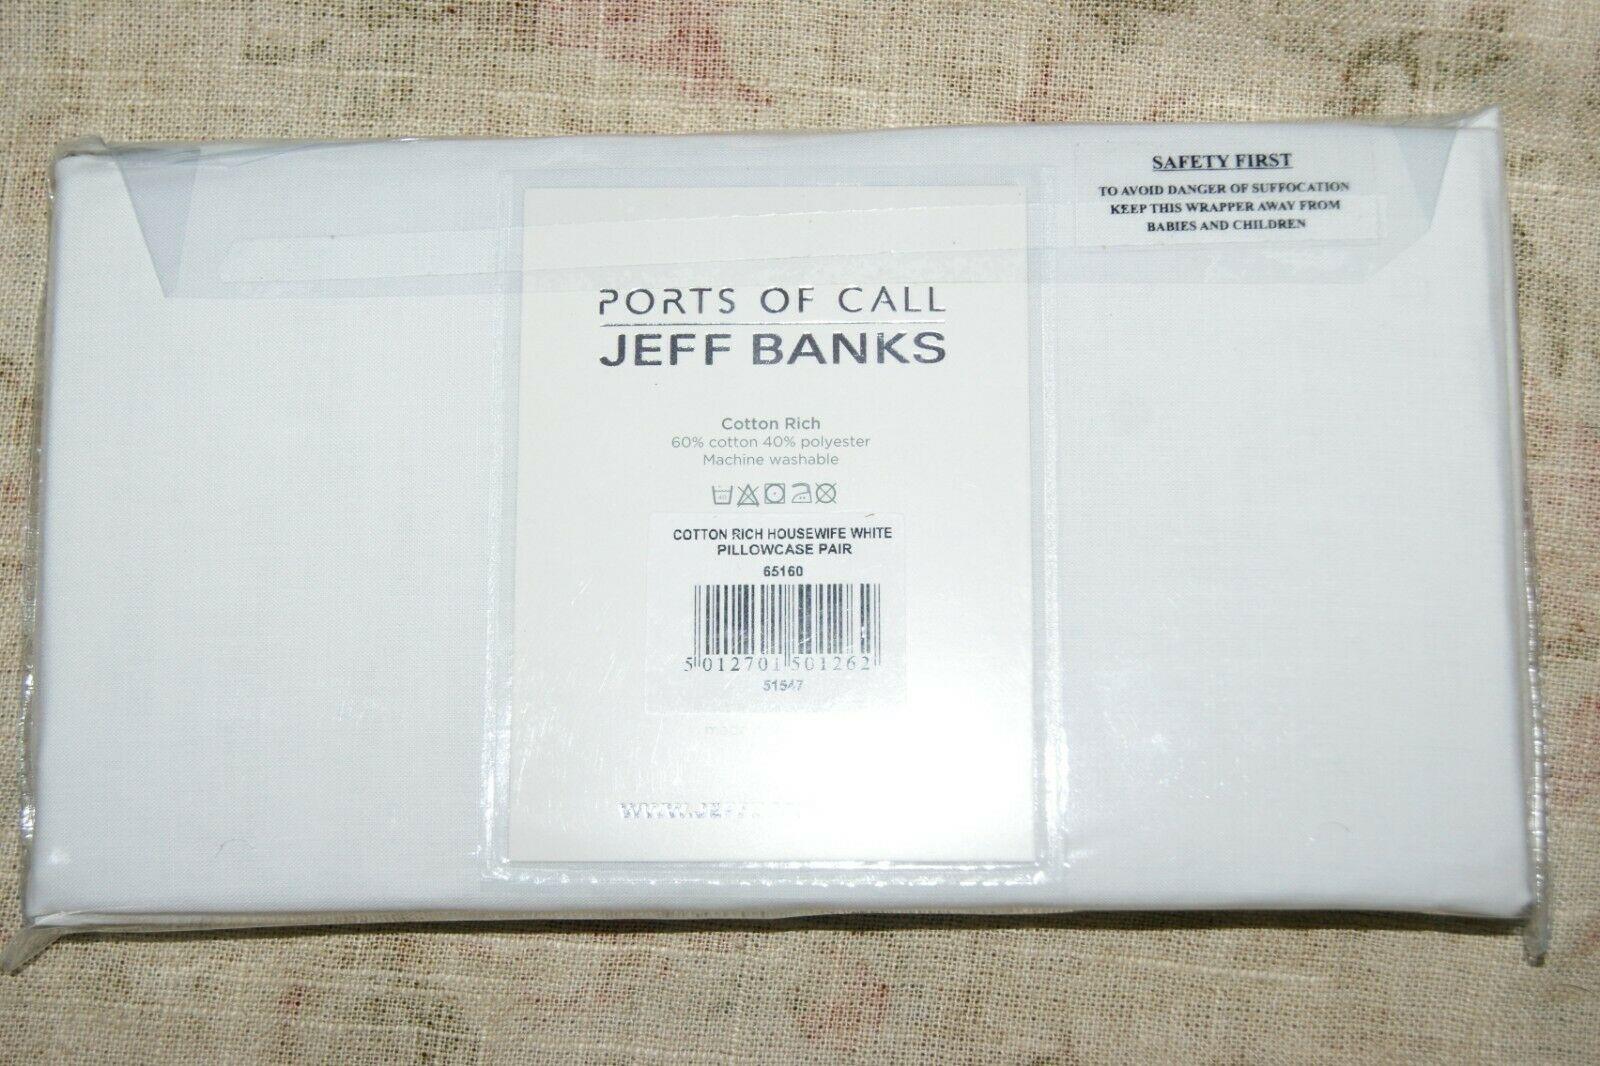 SAFETY FIRST
TO AVOID DANGER OF SUFFOCATION
KEEP THIS WRAPPER AWAY FROM
BABIES AND CHILDREN
PORTS OF CALL
JEFF BANKS
Cotton Rich
60% cotton 40% polyester
Machine washable
COTTON RICH HOUSEWIFE WHITE
PILLOWCASE PAIR
65160
5 012701 501262
51547